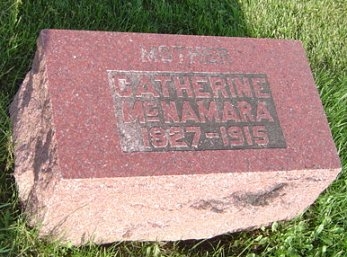 MOTHER
CATHERINE
McNAMARA
1827-1915